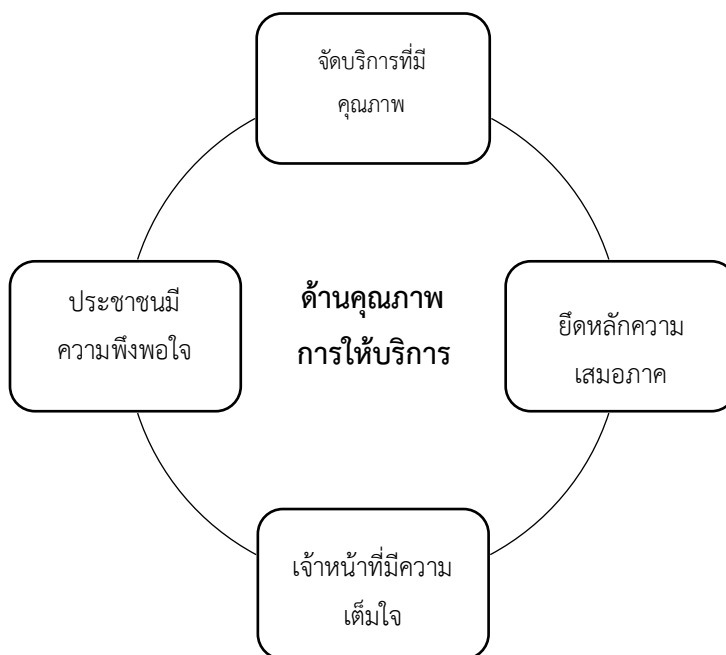 จัดบริการที่มี
คุณภาพ
ด้านคุณภาพ
การให้บริการ
ยึดหลักความ
เสมอภาค
เจ้าหน้าที่มีความ
เต็มใจ
ประชาชนมี
ความพึงพอใจ